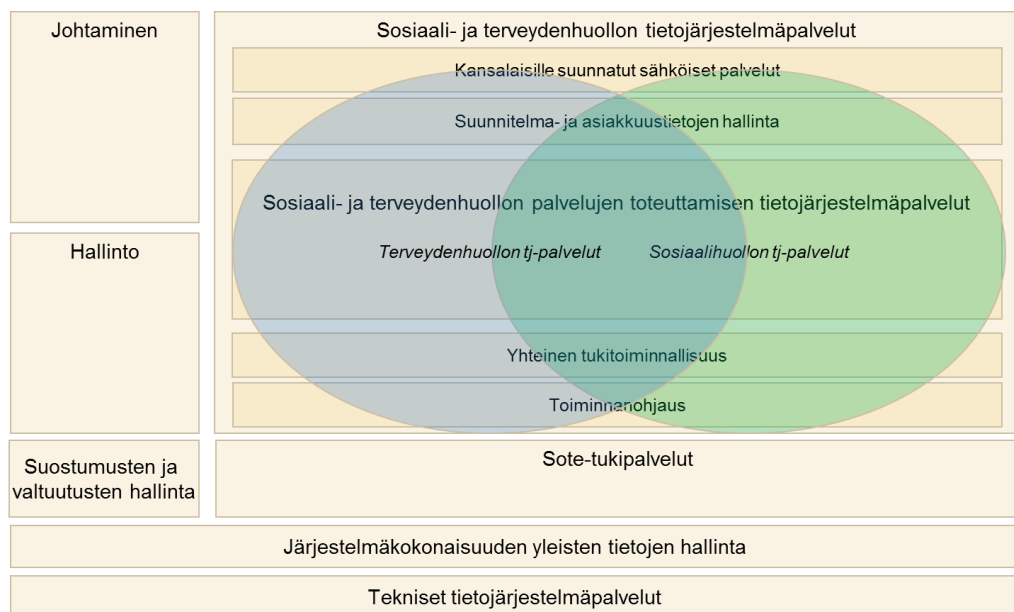 Johtaminen
Sosiaali- ja terveydenhuollon tietojärjestelmäpalvelut
Kansalaisille suunnatut sähköiset palvelut
Suunnitelma- ja asiakkuustietojen hallinta
Sosiaali- ja terveydenhuollon palvelujen toteuttamisen tietojärjestelmäpalvelut
Hallinto
Terveydenhuollon tj-palvelut
Sosiaalihuollon tj-palvelut
Yhteinen tukitoiminnallisuus
Toiminnanohjaus
Suostumusten ja
valtuutusten hallinta
Sote-tukipalvelut
Järjestelmäkokonaisuuden yleisten tietojen hallinta
Tekniset tietojärjestelmäpalvelut